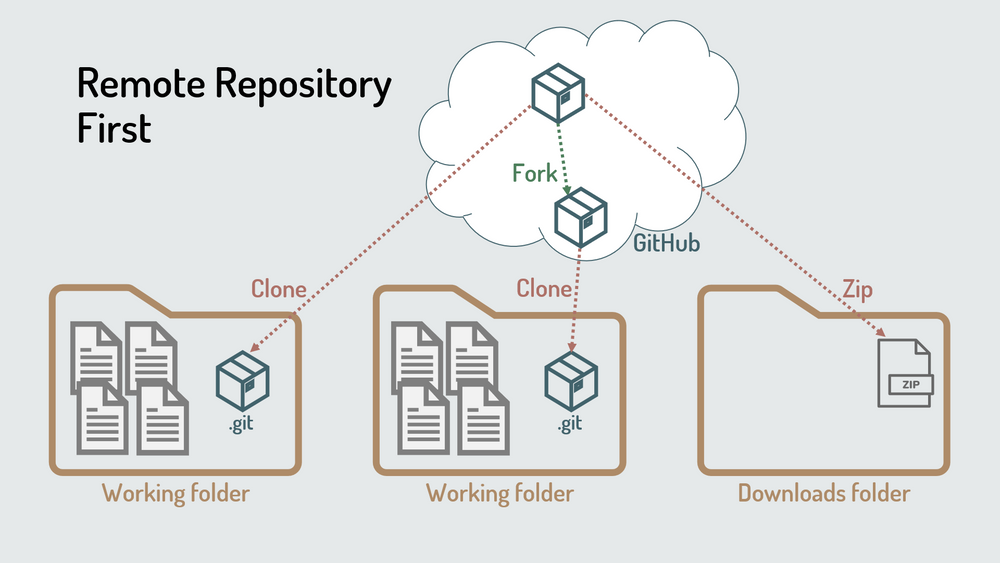 Remote Repository
First
Fork
GitHub
Clone
Clone
Zip
ZIP
.git
.git
Working folder
Working folder
Downloads folder